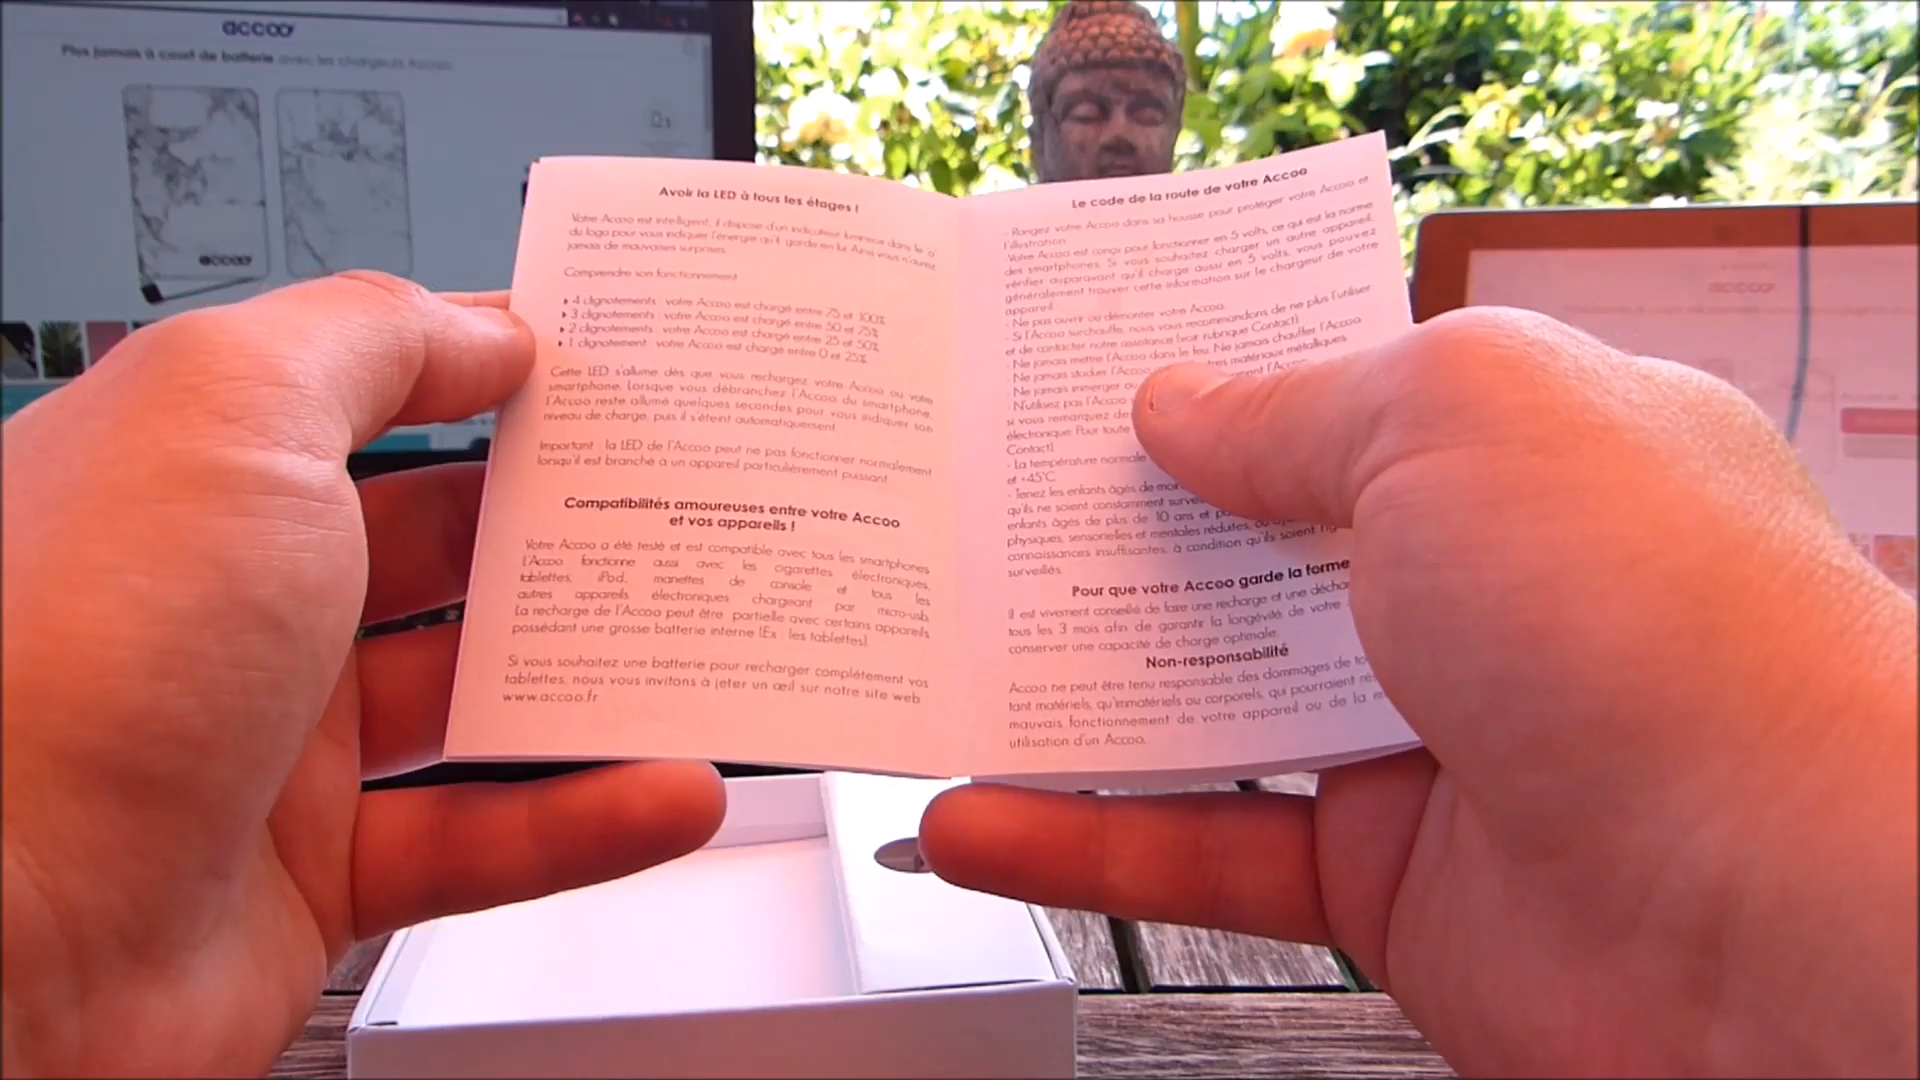 accoo
Plus jamais à court de batterie avec les chargeurs Accoo
accoo
Avoir la LED à tous les étages !
Votre Accoo est intelligent, il dispose d'un indicateur lumineux dans le "a"
du logo pour vous indiquer l'énergie qu'il garde en lui. Ainsi vous n'aurez
jamais de mauvaises surprises.
Comprendre son fonctionnement
4 clignotements : votre Accoo est chargé entre 75 et 100%
3 clignotements : votre Accoo est chargé entre 50 et 75%
2 clignotements : votre Accoo est chargé entre 25 et 50%
1 clignotement : votre Accoo est chargé entre 0 et 25%
Cette LED s'allume dès que vous rechargez votre Accoo ou votre
smartphone. Lorsque vous débranchez l'Accoo du smartphone,
l'Accoo reste allumé quelques secondes pour vous indiquer son
niveau de charge, puis il s'éteint automatiquement.
Important : la LED de l'Accoo peut ne pas fonctionner normalement
lorsqu'il est branché à un appareil particulièrement puissant.
Compatibilités amoureuses entre votre Accoo
et vos appareils !
Votre Accoo a été testé et est compatible avec tous les smartphones.
L'Accoo fonctionne aussi avec les cigarettes électroniques,
tablettes, iPod, manettes de console et tous les
autres appareils électroniques chargeant par micro-usb.
La recharge de l'Accoo peut être partielle avec certains appareils
possédant une grosse batterie interne (Ex : les tablettes)
Si vous souhaitez une batterie pour recharger complètement vos
tablettes, nous vous invitons à jeter un œil sur notre site web
www.accoo.fr
Le code de la route de votre Accoo
- Rangez votre Accoo dans sa housse pour protéger votre Accoo et
l'illustration.
- Votre Accoo est conçu pour fonctionner en 5 volts, ce qui est la norme
des smartphones. Si vous souhaitez charger un autre appareil,
vérifier auparavant qu'il charge aussi en 5 volts, vous pouvez
généralement trouver cette information sur le chargeur de votre
appareil.
- Ne pas ouvrir ou démonter votre Accoo.
- Si l'Accoo surchauffe, nous vous recommandons de ne plus l'utiliser
et de contacter notre assistance (voir rubrique Contact).
- Ne jamais mettre l'Accoo dans le feu. Ne jamais chauffer l'Accoo
- Ne jamais stocker l'Accoo tres matériaux métalliques
- Ne jamais immerger ou
- N'utilisez pas l'Accoo
si vous remarquez de
électronique. Pour toute
Contact).
- La température normale
et +45°C
- Tenez les enfants âgés de moi
qu'ils ne soient constamment surve
enfants âgés de plus de 10 ans et p
physiques, sensorielles et mentales réduites, ou
connaissances insuffisantes, à condition qu'ils soient
surveillés.
Pour que votre Accoo garde la forme
Il est vivement conseillé de faire une recharge et une déchar
tous les 3 mois afin de garantir la longévité de votre
conserver une capacité de charge optimale.
Non-responsabilité
Accoo ne peut être tenu responsable des dommages de to
tant matériels, qu'immatériels ou corporels, qui pourraient ré
mauvais fonctionnement de votre appareil ou de la m
utilisation d'un Accoo.